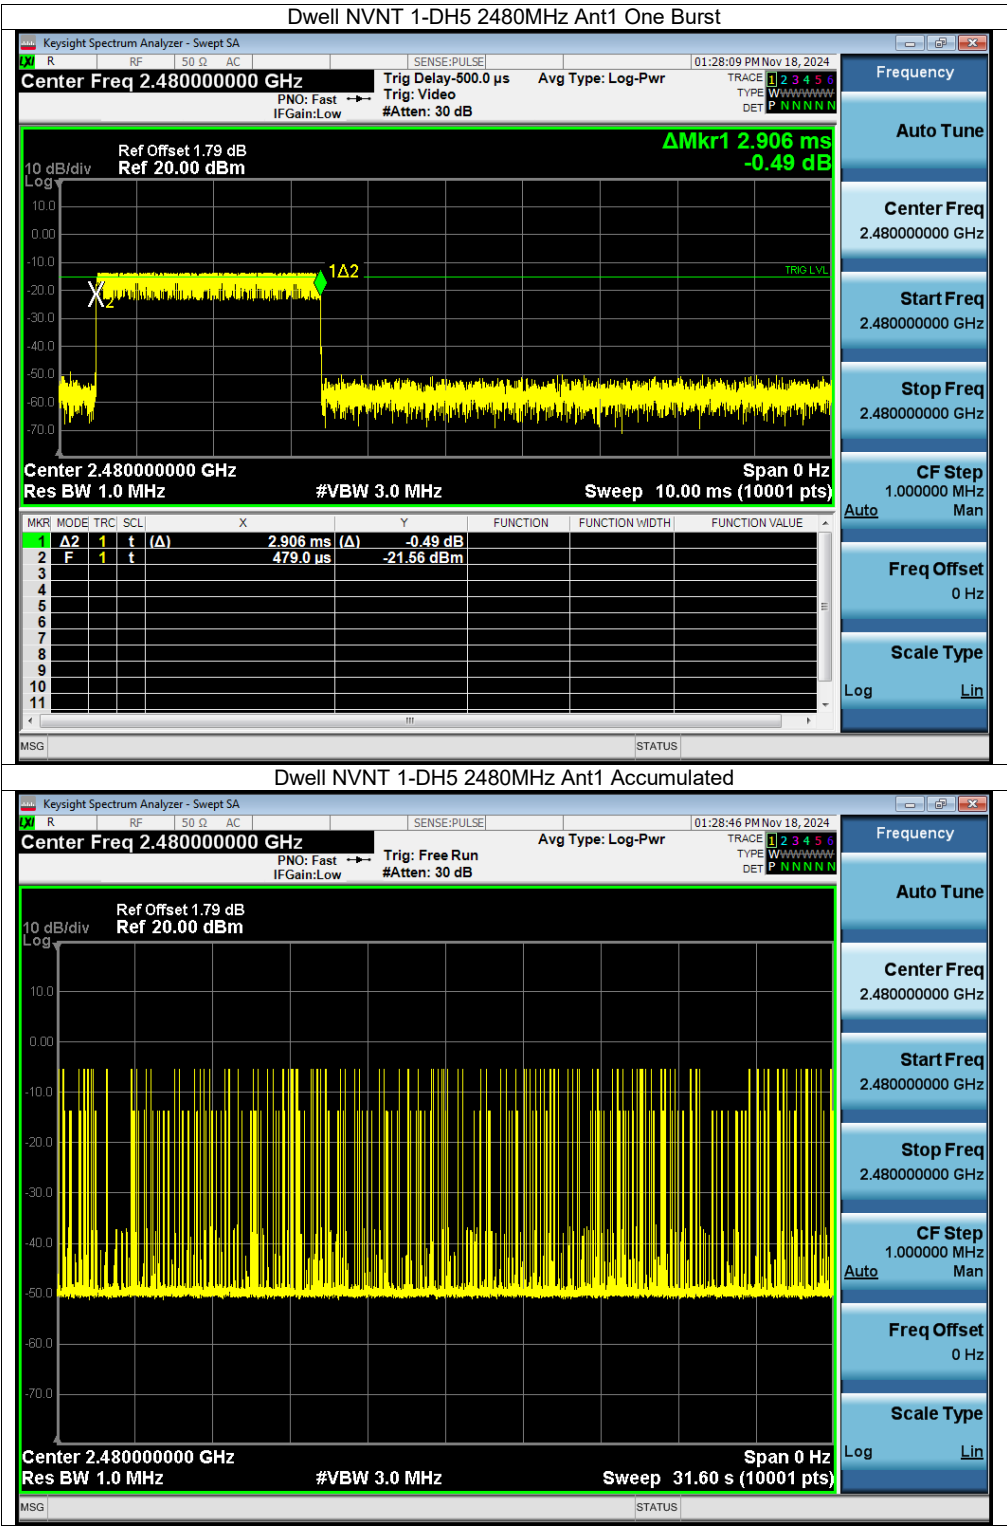 Dwell NVNT 1-DH5 2480MHz Ant1 One Burst
Keysight Spectrum Analyzer - Swept SA
LXI R RF 50 Ω AC SENSE:PULSE 01:28:09 PM Nov 18, 2024
Center Freq 2.480000000 GHz
Trig Delay-500.0 µs Avg Type: Log-Pwr TRACE 1 2 3 4 5 6
PNO: Fast Trig: Video TYPE W
IFGain:Low #Atten: 30 dB DET P N N N N N
Frequency
Auto Tune
Center Freq
2.480000000 GHz
Start Freq
2.480000000 GHz
Stop Freq
2.480000000 GHz
CF Step
1.000000 MHz
Auto Man
Freq Offset
0 Hz
Scale Type
Log Lin
ΔMkr1 2.906 ms
-0.49 dB
Ref Offset 1.79 dB
10 dB/div Ref 20.00 dBm
Log
10.0
0.00
-10.0
-20.0
-30.0
-40.0
-50.0
-60.0
-70.0
TRIG LVL
1Δ2
2
Center 2.480000000 GHz Span 0 Hz
Res BW 1.0 MHz #VBW 3.0 MHz Sweep 10.00 ms (10001 pts)
MKR MODE TRC SCL X Y FUNCTION FUNCTION WIDTH FUNCTION VALUE
1 Δ2 1 t (Δ) 2.906 ms (Δ) -0.49 dB
2 F 1 t 479.0 µs -21.56 dBm
3
4
5
6
7
8
9
10
11
MSG STATUS
Dwell NVNT 1-DH5 2480MHz Ant1 Accumulated
Keysight Spectrum Analyzer - Swept SA
LXI R RF 50 Ω AC SENSE:PULSE 01:28:46 PM Nov 18, 2024
Center Freq 2.480000000 GHz
Avg Type: Log-Pwr TRACE 1 2 3 4 5 6
PNO: Fast Trig: Free Run TYPE W
IFGain:Low #Atten: 30 dB DET P N N N N N
Frequency
Auto Tune
Center Freq
2.480000000 GHz
Start Freq
2.480000000 GHz
Stop Freq
2.480000000 GHz
CF Step
1.000000 MHz
Auto Man
Freq Offset
0 Hz
Scale Type
Log Lin
Ref Offset 1.79 dB
10 dB/div Ref 20.00 dBm
Log
10.0
0.00
-10.0
-20.0
-30.0
-40.0
-50.0
-60.0
-70.0
Center 2.480000000 GHz Span 0 Hz
Res BW 1.0 MHz #VBW 3.0 MHz Sweep 31.60 s (10001 pts)
MSG STATUS